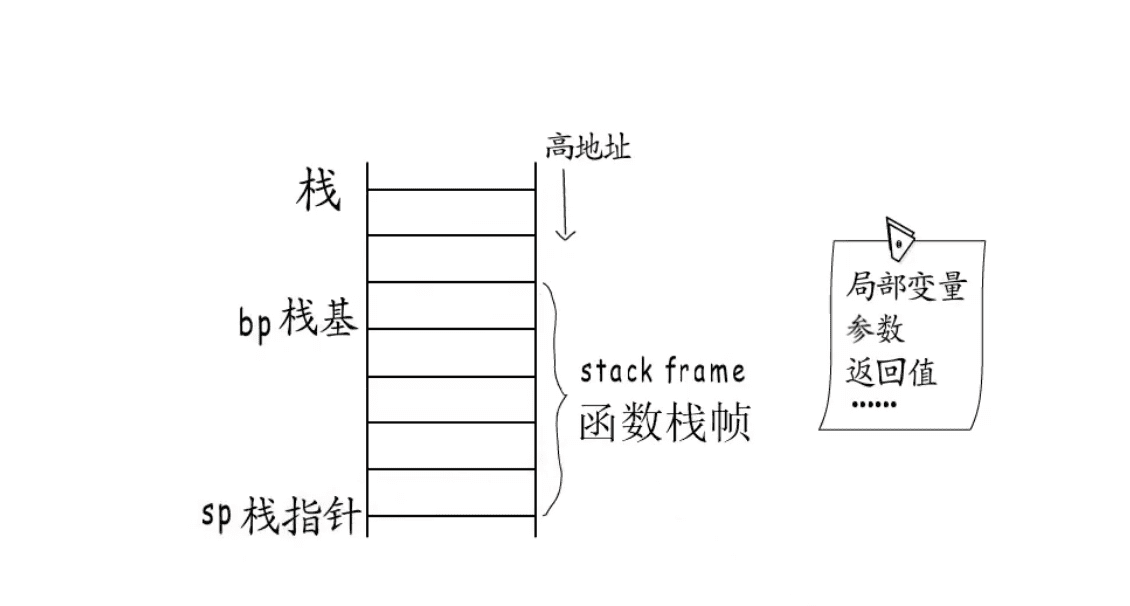 高地址
栈
bp 栈基
stack frame
函数栈帧
sp 栈指针
局部变量
参数
返回值
······